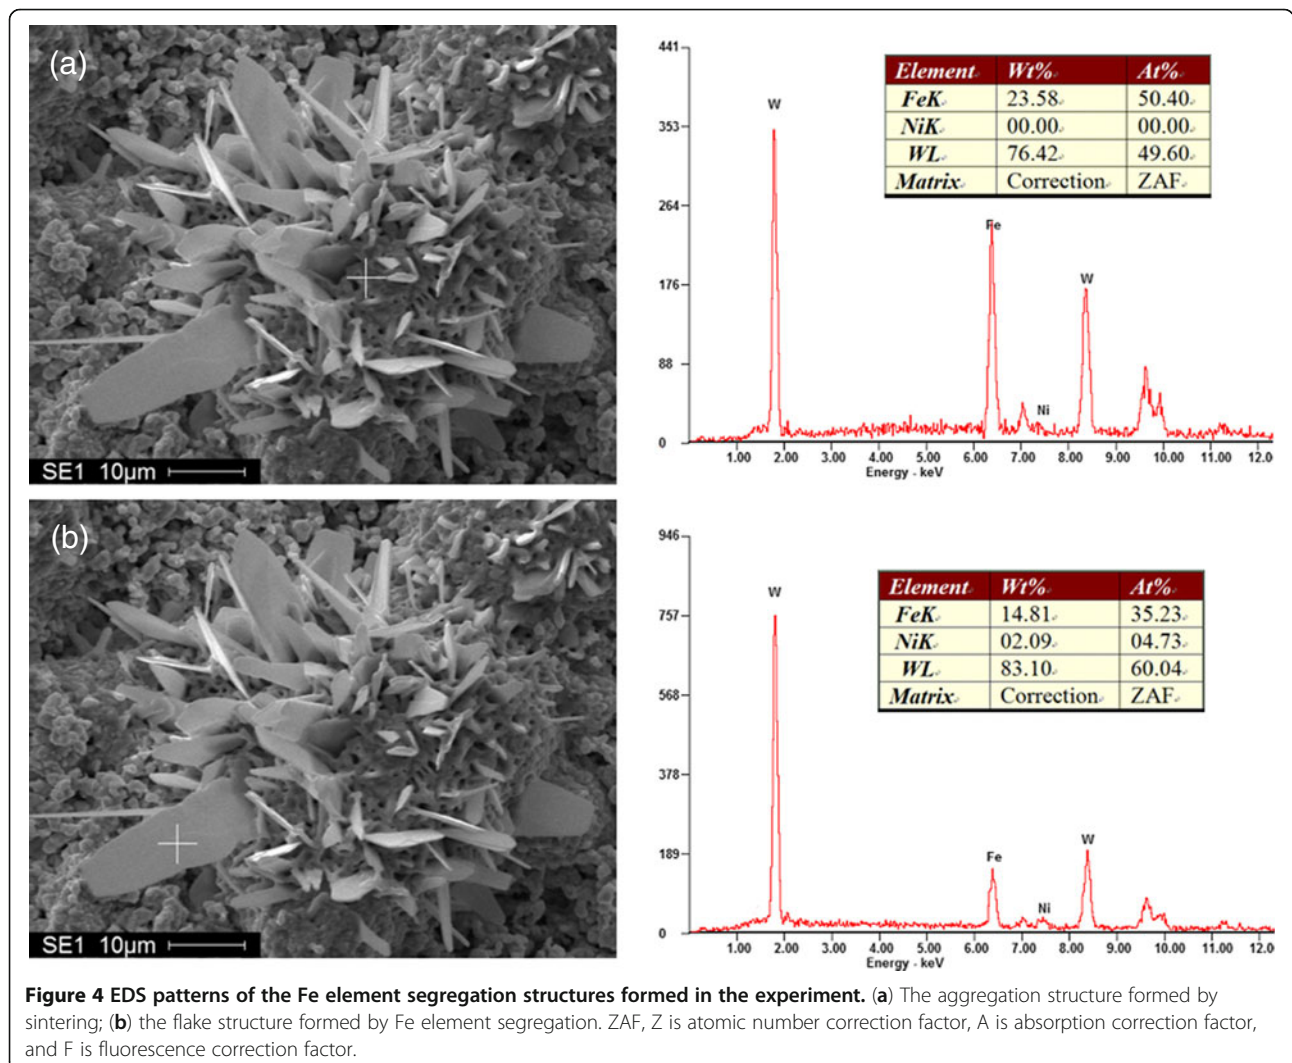 (a)
SE1 10µm
441
353
264
176
88
0
W
Fe
Ni
W
1.00 2.00 3.00 4.00 5.00 6.00 7.00 8.00 9.00 10.00 11.00 12.0
Energy - keV
Element Wt% At%
FeK 23.58 50.40
NiK 00.00 00.00
WL 76.42 49.60
Matrix Correction ZAF
(b)
SE1 10µm
946
757
568
378
189
0
W
Fe
Ni
W
1.00 2.00 3.00 4.00 5.00 6.00 7.00 8.00 9.00 10.00 11.00 12.0
Energy - keV
Element Wt% At%
FeK 14.81 35.23
NiK 02.09 04.73
WL 83.10 60.04
Matrix Correction ZAF
Figure 4 EDS patterns of the Fe element segregation structures formed in the experiment. (a) The aggregation structure formed by
sintering; (b) the flake structure formed by Fe element segregation. ZAF, Z is atomic number correction factor, A is absorption correction factor,
and F is fluorescence correction factor.